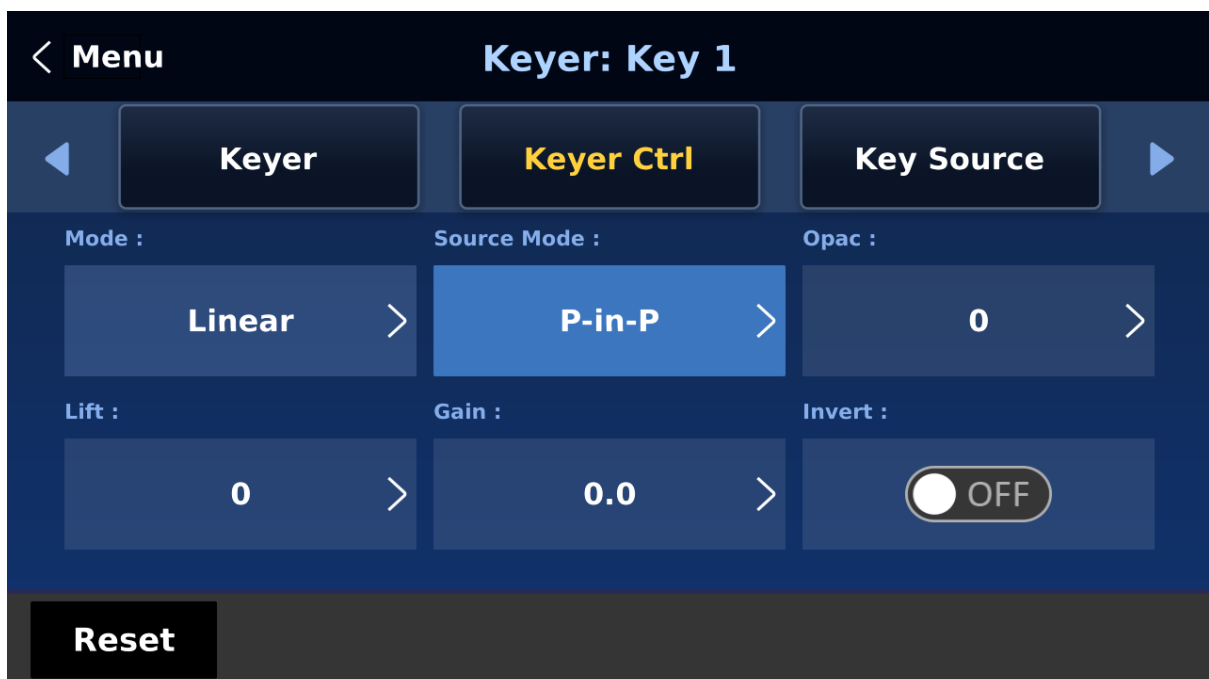 Menu
Keyer: Key 1
Keyer
Keyer Ctrl
Key Source
Mode :
Source Mode :
Opac :
Linear
P-in-P
0
Lift :
Gain :
Invert :
0
0.0
OFF
Reset